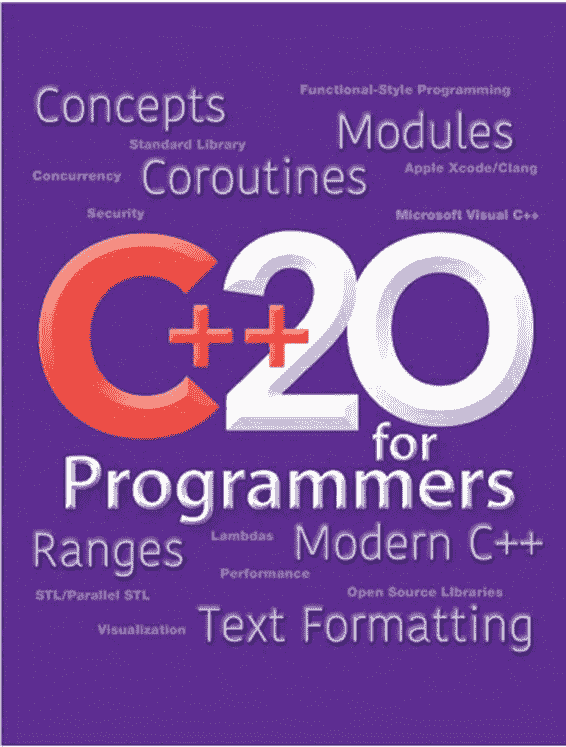 Concepts
Functional-Style Programming
Modules
Standard Library
Coroutines
Apple Xcode/Clang
Concurrency
Security
Microsoft Visual C++
C++20
for
Programmers
Ranges
Lambdas
Modern C++
Performance
STL/Parallel STL
Open Source Libraries
Visualization
Text Formatting